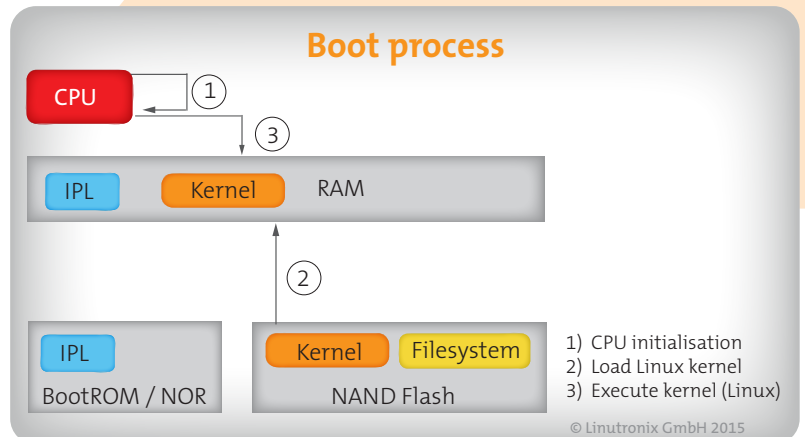 Boot process
CPU
1
3
IPL
Kernel
RAM
2
IPL
BootROM / NOR
Kernel
Filesystem
NAND Flash
1) CPU initialisation
2) Load Linux kernel
3) Execute kernel (Linux)
© Linutronix GmbH 2015